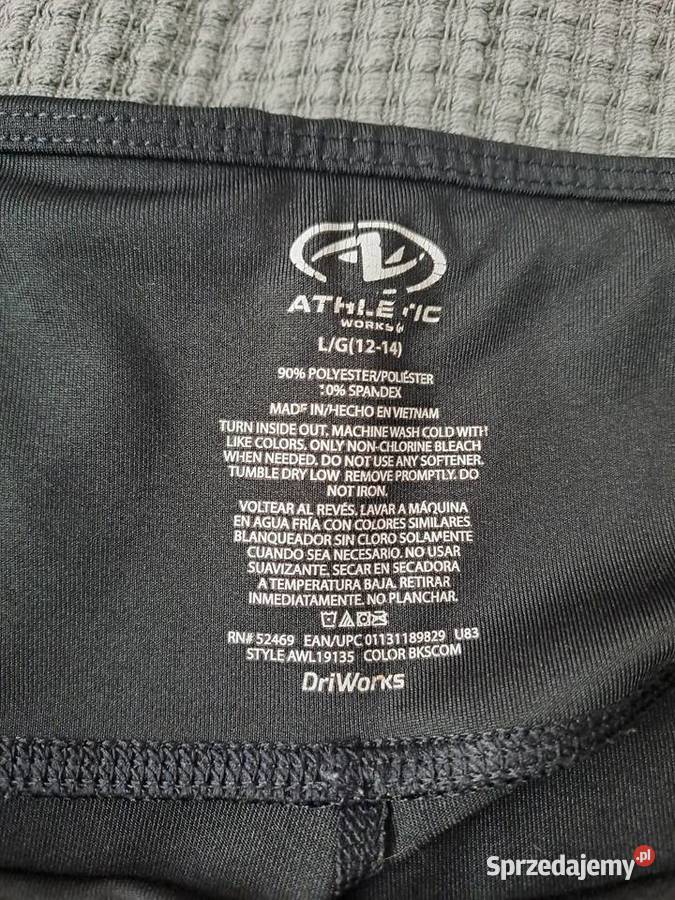 ATHLETIC
WORKS
L/G(12-14)
90% POLYESTER/POLIÉSTER
10% SPANDEX
MADE IN/HECHO EN VIETNAM
TURN INSIDE OUT, MACHINE WASH COLD WITH
LIKE COLORS. ONLY NON-CHLORINE BLEACH
WHEN NEEDED. DO NOT USE ANY SOFTENER.
TUMBLE DRY LOW REMOVE PROMPTLY. DO
NOT IRON.
VOLTEAR AL REVÉS. LAVAR A MÁQUINA
EN AGUA FRÍA CON COLORES SIMILARES
BLANQUEADOR SIN CLORO SOLAMENTE
CUANDO SEA NECESARIO. NO USAR
SUAVIZANTE. SECAR EN SECADORA
A TEMPERATURA BAJA. RETIRAR
INMEDIATAMENTE. NO PLANCHAR.
RN# 52469 EAN/UPC 01131189829 U83
STYLE AWL19135 COLOR BKSCOM
DriWorks
Sprzedajemy.pl